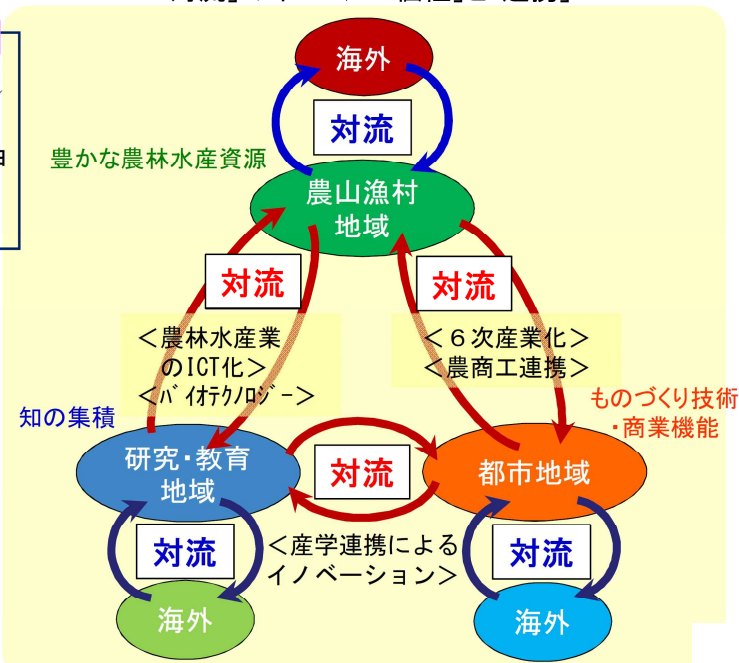 海外
対流
豊かな農林水産資源
農山漁村
地域
対流
対流
＜農林水産業
のICT化＞
＜ﾊﾞｲｵﾃｸﾉﾛｼﾞｰ＞
＜６次産業化＞
＜農商工連携＞
知の集積
ものづくり技術
・商業機能
研究・教育
地域
対流
都市地域
対流
＜産学連携による
イノベーション＞
対流
海外
海外